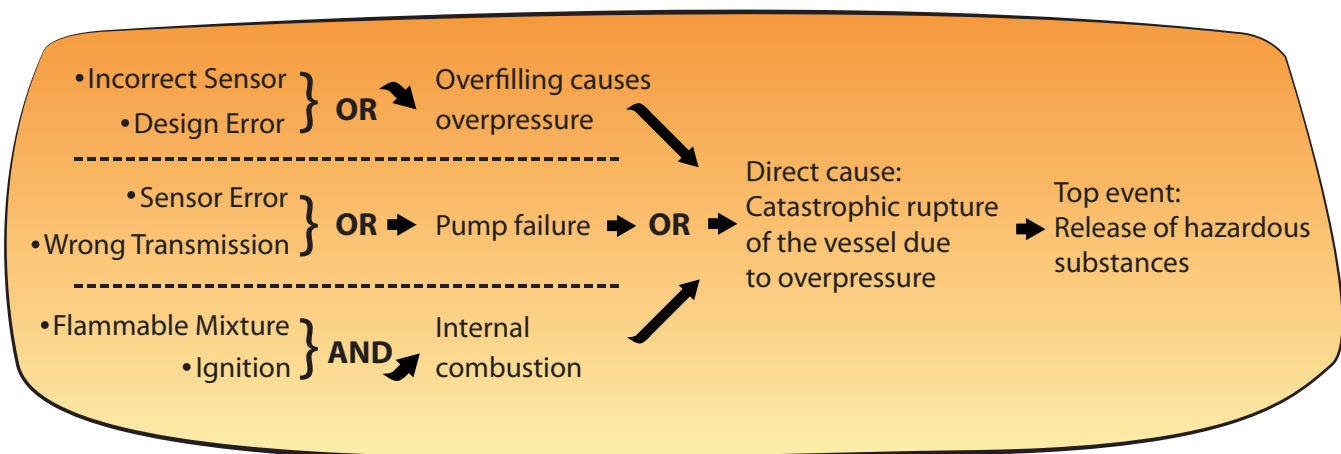 •Incorrect Sensor
•Design Error
} OR
Overfilling causes
overpressure
•Sensor Error
•Wrong Transmission
} OR
Pump failure
OR
•Flammable Mixture
•Ignition
} AND
Internal
combustion
Direct cause:
Catastrophic rupture
of the vessel due
to overpressure
Top event:
Release of hazardous
substances